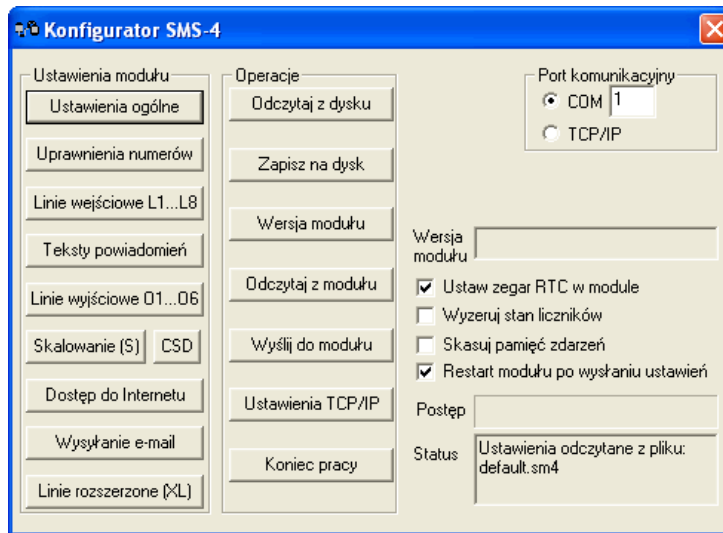 Konfigurator SMS-4
Ustawienia modułu
Ustawienia ogólne
Uprawnienia numerów
Linie wejściowe L1...L8
Teksty powiadomień
Linie wyjściowe O1...O6
Skalowanie (S)
CSD
Dostęp do Internetu
Wysyłanie e-mail
Linie rozszerzone (XL)
Operacje
Odczytaj z dysku
Zapisz na dysk
Wersja modułu
Odczytaj z modułu
Wyślij do modułu
Ustawienia TCP/IP
Koniec pracy
Port komunikacyjny
COM 1
TCP/IP
Wersja
modułu
Ustaw zegar RTC w module
Wyzeruj stan liczników
Skasuj pamięć zdarzeń
Restart modułu po wysłaniu ustawień
Postęp
Status
Ustawienia odczytane z pliku:
default.sm4